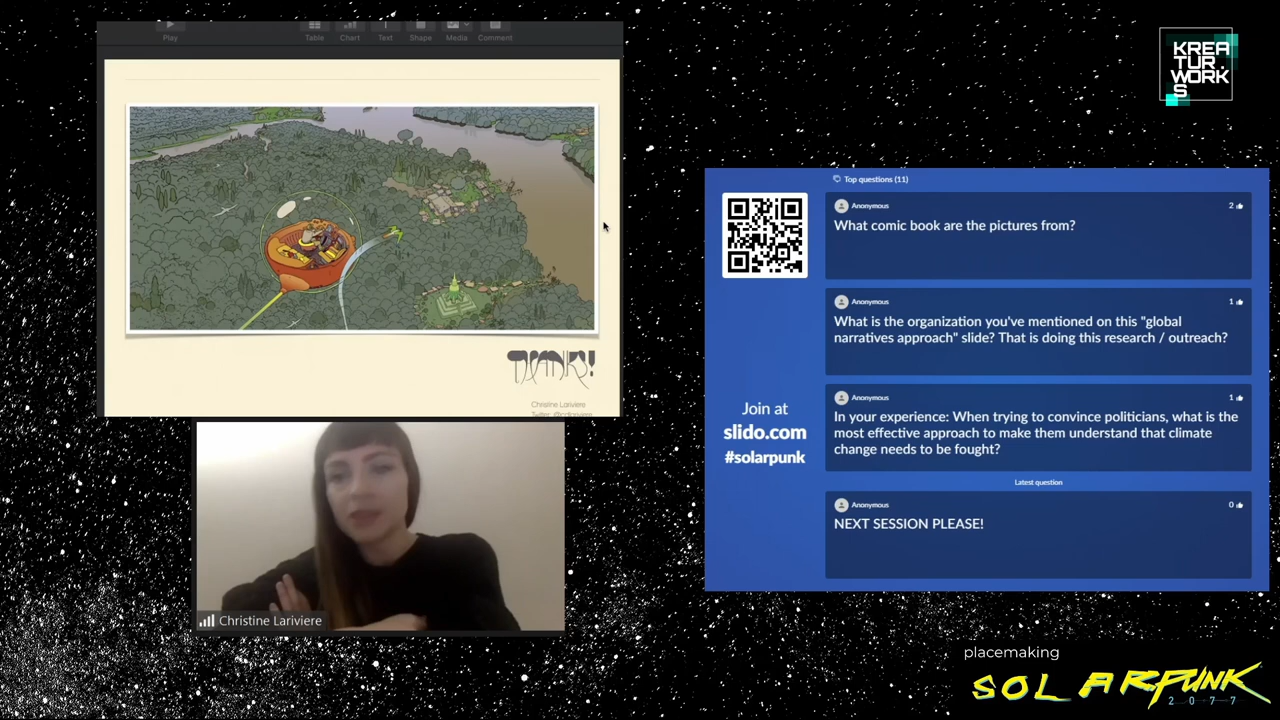 Play
Table
Chart
Text
Shape
Media
Comment
THANKS!
Christine Lariviere
Christine Lariviere
KREA
TUR.
WORK
S
Top questions (11)
Anonymous
2
What comic book are the pictures from?
Anonymous
1
What is the organization you've mentioned on this "global
narratives approach" slide? That is doing this research / outreach?
Anonymous
1
In your experience: When trying to convince politicians, what is the
most effective approach to make them understand that climate
change needs to be fought?
Latest question
Anonymous
0
NEXT SESSION PLEASE!
Join at
slido.com
#solarpunk
placemaking
SOLARPUNK
2077